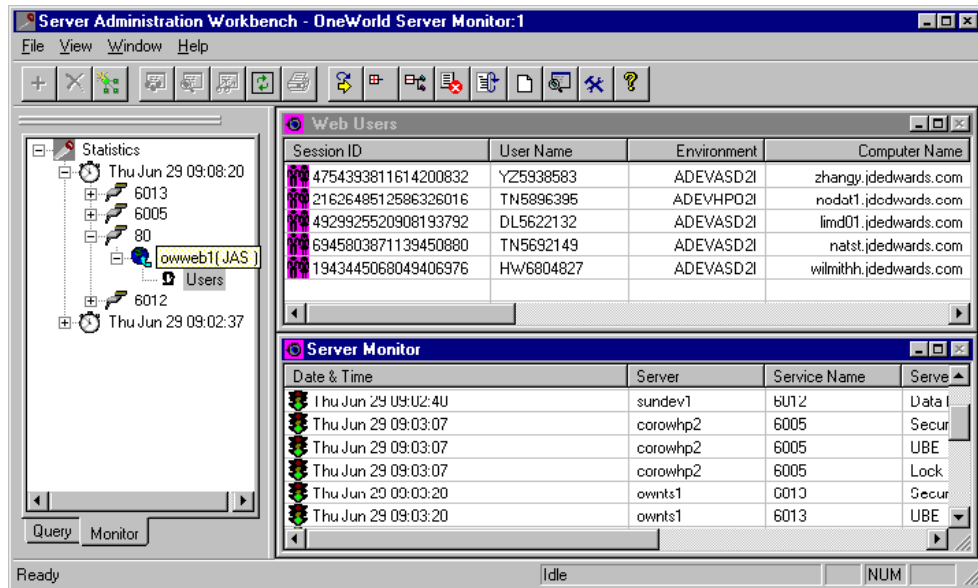 Server Administration Workbench - OneWorld Server Monitor:1
File View Window Help
Statistics
Thu Jun 29 09:08:20
6013
6005
80
owweb1( JAS )
Users
6012
Thu Jun 29 09:02:37
Query Monitor
Web Users
Session ID User Name Environment Computer Name
4754393811614200832 YZ5938583 ADEVASD2I zhangy.jdedwards.com
2162648512586326016 TN5896395 ADEVHPO2I nodat1.jdedwards.com
4929925520908193792 DL5622132 ADEVASD2I limd01.jdedwards.com
6945803871139450880 TN5692149 ADEVASD2I natst.jdedwards.com
1943445068049406976 HW6804827 ADEVASD2I wilmithh.jdedwards.com
Server Monitor
Date & Time Server Service Name Serve
Thu Jun 29 09:02:40 sundev1 6012 Data
Thu Jun 29 09:03:07 corowhp2 6005 Secur
Thu Jun 29 09:03:07 corowhp2 6005 UBE
Thu Jun 29 09:03:07 corowhp2 6005 Lock
Thu Jun 29 09:03:20 ownts1 6013 Secur
Thu Jun 29 09:03:20 ownts1 6013 UBE
Ready Idle NUM